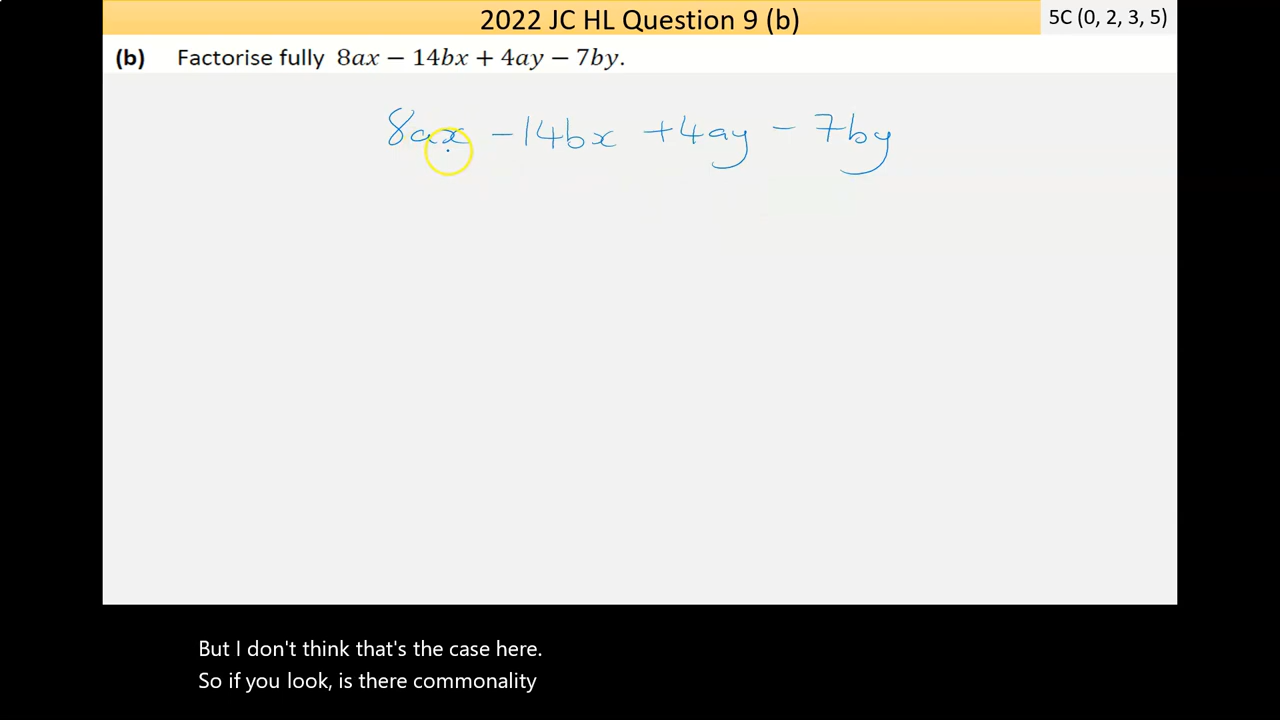 2022 JC HL Question 9 (b)
5C (0, 2, 3, 5)
(b) Factorise fully 8ax − 14bx + 4ay − 7by.
8ax − 14bx + 4ay − 7by
But I don't think that's the case here.
So if you look, is there commonality